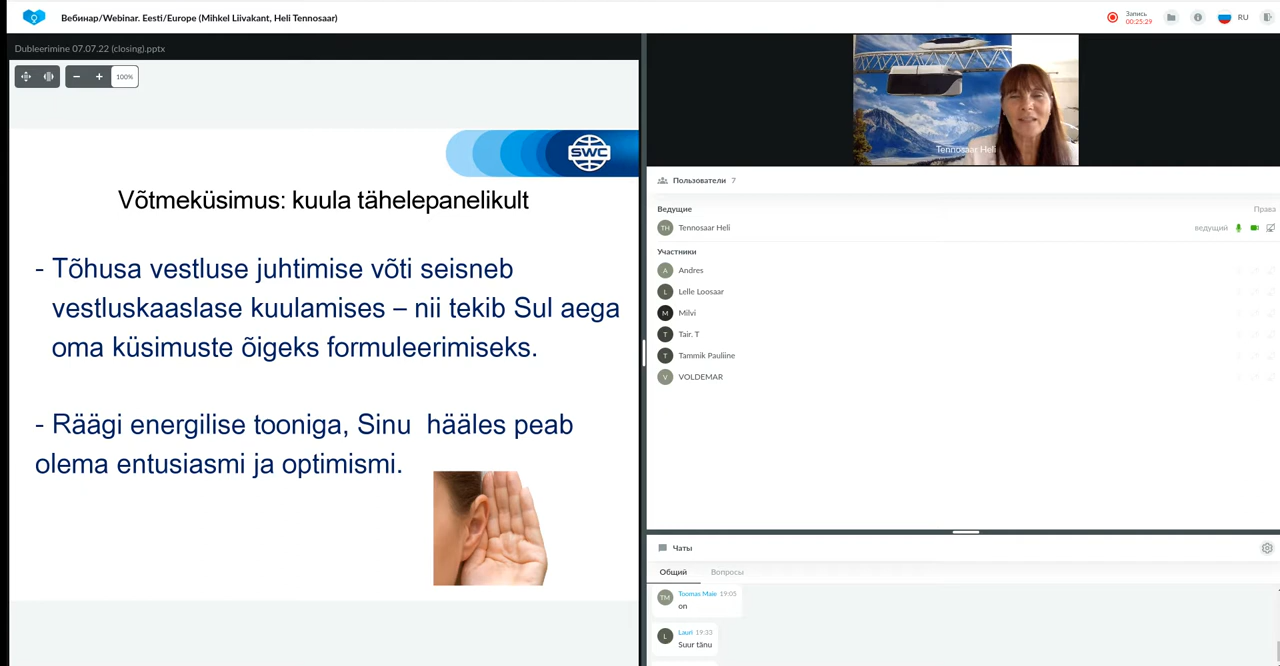 Вебинар/Webinar. Eesti/Europe (Mihkel Liivakant, Heli Tennosaar)
Запись
00:25:29
RU
Dubleerimine 07.07.22 (closing).pptx
100%
SWC
Võtmeküsimus: kuula tähelepanelikult
- Tõhusa vestluse juhtimise võti seisneb
vestluskaaslase kuulamises – nii tekib Sul aega
oma küsimuste õigeks formuleerimiseks.
- Räägi energilise tooniga, Sinu hääles peab
olema entusiasmi ja optimismi.
Tennosaar Heli
Пользователи 7
Ведущие Права
TH Tennosaar Heli ведущий
Участники
A Andres
L Lelle Loosaar
M Milvi
T Tair. T
T Tammik Pauliine
V VOLDEMAR
Чаты
Общий Вопросы
TM Toomas.Maie 19:05
on
L Lauri 19:33
Suur tänu